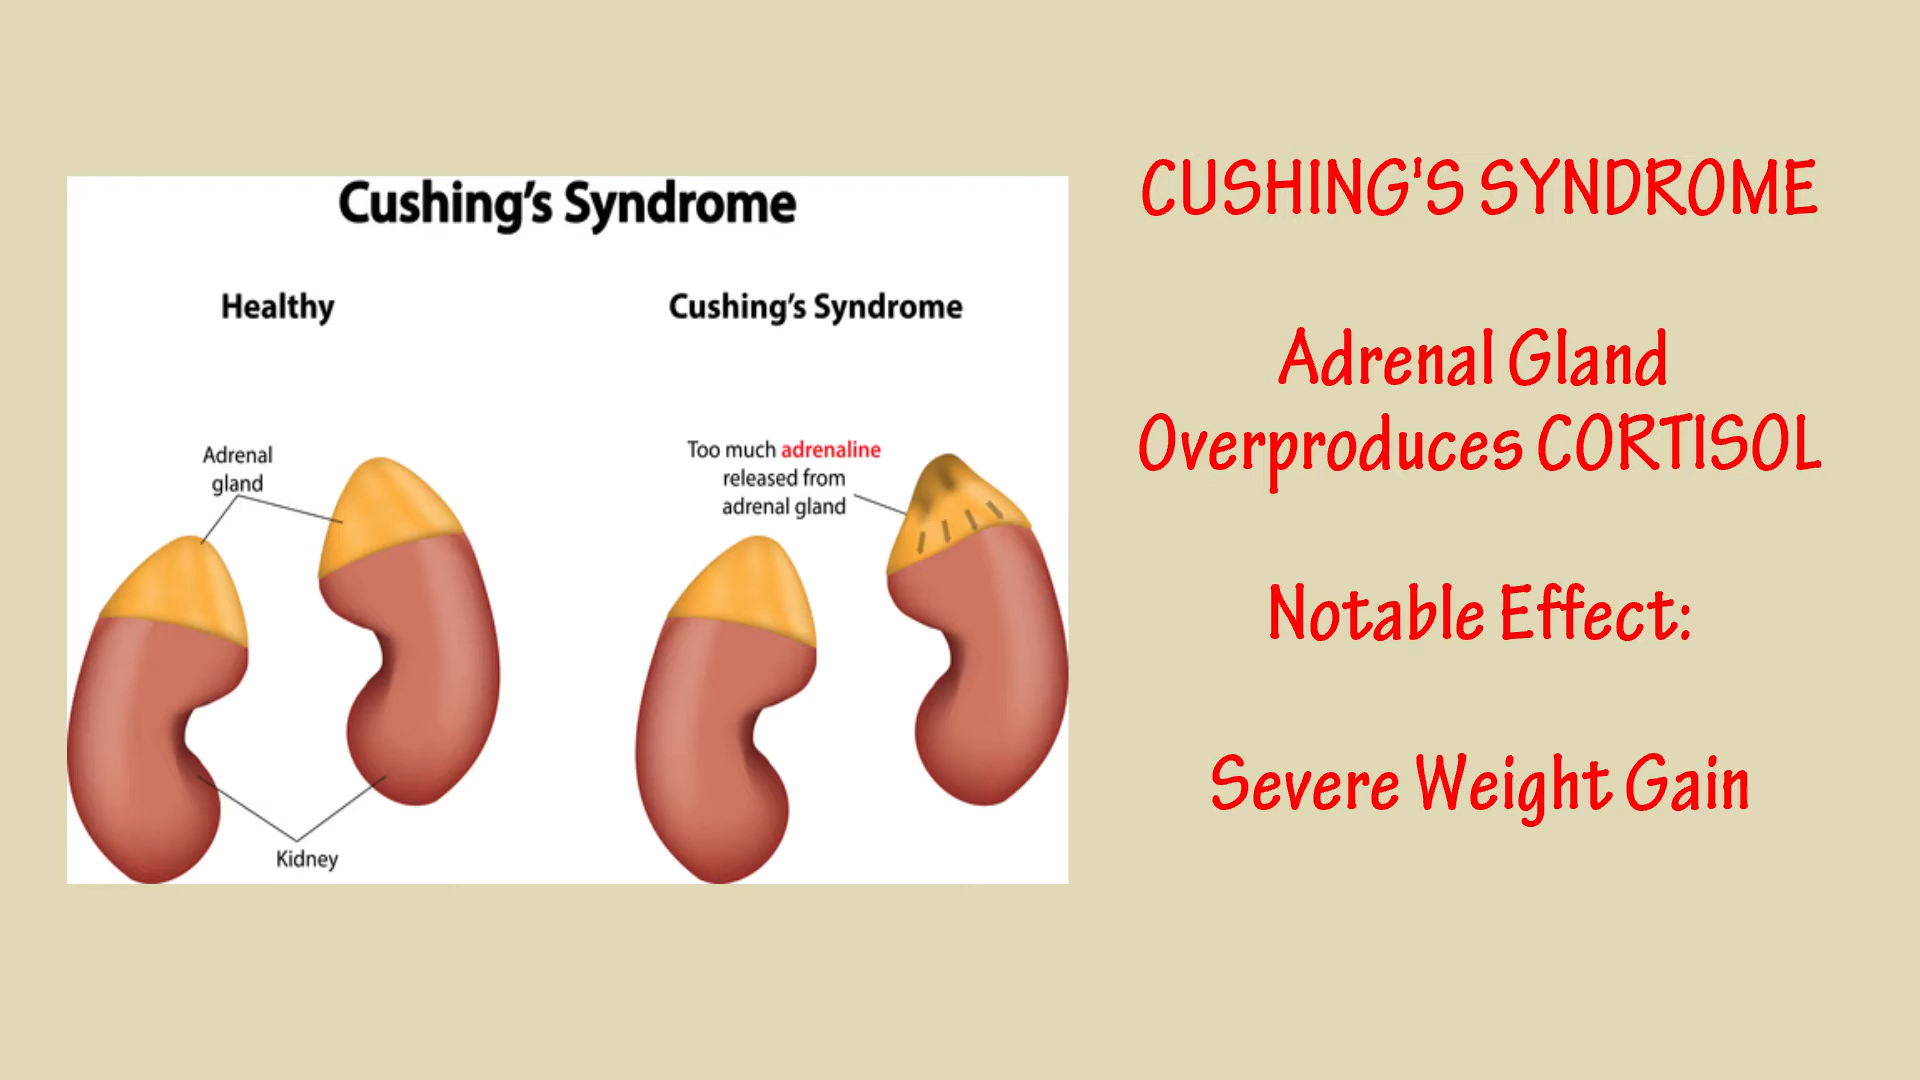 Cushing's Syndrome
Healthy
Cushing's Syndrome
Adrenal
gland
Too much adrenaline
released from
adrenal gland
Kidney
CUSHING'S SYNDROME
Adrenal Gland
Overproduces CORTISOL
Notable Effect:
Severe Weight Gain